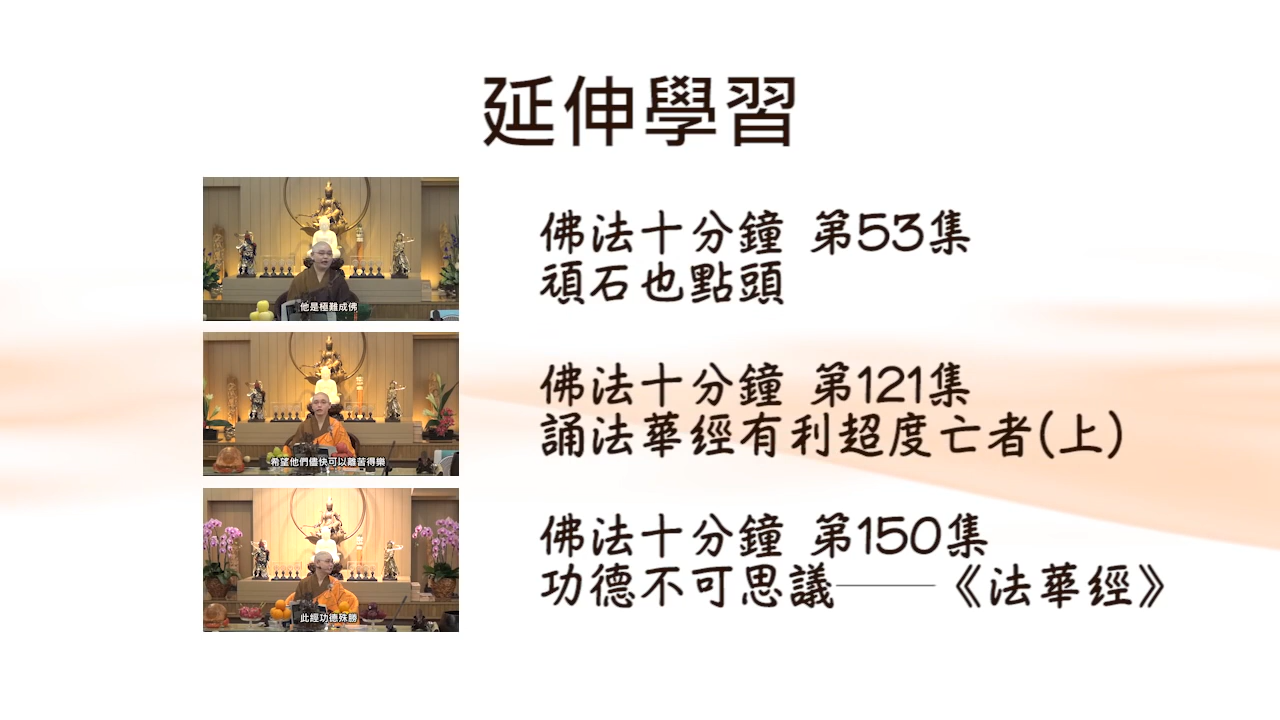 延伸學習
他是極難成佛
佛法十分鐘 第53集
頑石也點頭
希望他們儘快可以離苦得樂
佛法十分鐘 第121集
誦法華經有利超度亡者(上)
此經功德殊勝
佛法十分鐘 第150集
功德不可思議——《法華經》